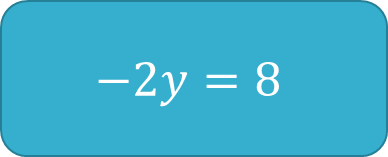 −2y = 8